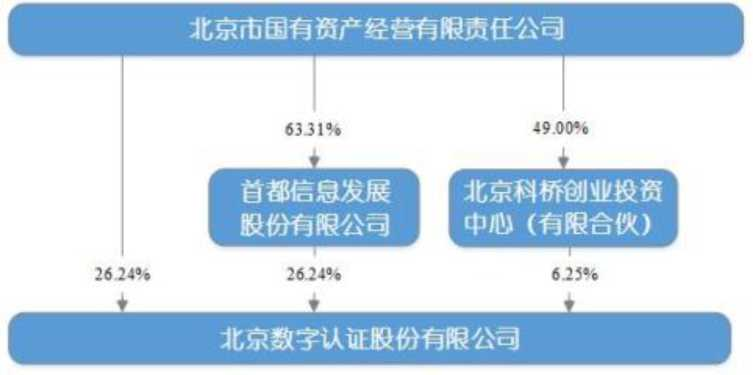 北京市国有资产经营有限责任公司
63.31%
49.00%
首都信息发展
股份有限公司
北京科桥创业投资
中心（有限合伙）
26.24%
26.24%
6.25%
北京数字认证股份有限公司